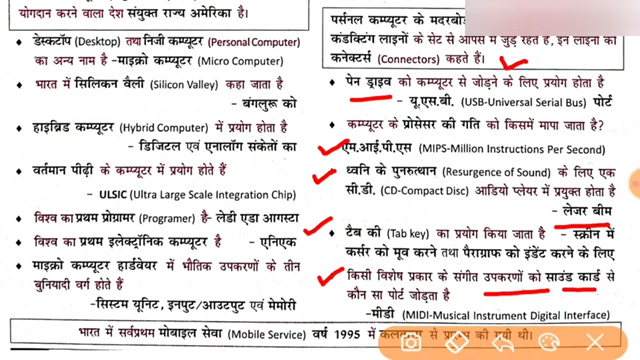 योगदान करने वाला देश संयुक्त राज्य अमेरिका है।
♦ डेस्कटॉप (Desktop) तथा निजी कम्प्यूटर (Personal Computer)
का अन्य नाम है -माइक्रो कम्प्यूटर (Micro Computer)
♦ भारत में सिलिकन वैली (Silicon Valley) कहा जाता है
- बंगलुरू को
♦ हाइब्रिड कम्प्यूटर (Hybrid Computer) में प्रयोग होता है
- डिजिटल एवं एनालॉग संकेतों का
♦ वर्तमान पीढ़ी के कम्प्यूटर में प्रयोग होते हैं
- ULSIC (Ultra Large Scale Integration Chip)
♦ विश्व का प्रथम प्रोग्रामर (Programer) है- लेडी एडा आगस्टा
♦ विश्व का प्रथम इलेक्ट्रॉनिक कम्प्यूटर है - एनिएक
♦ माइक्रो कम्प्यूटर हार्डवेयर में भौतिक उपकरणों के तीन
बुनियादी वर्ग होते हैं
-सिस्टम यूनिट, इनपुट/आउटपुट एवं मेमोरी
पर्सनल कम्प्यूटर के मदरबोर्ड
कंडक्टिंग लाइनों के सेट से आपस में जुड़े रहते हैं, इन लाइनों को
कनेक्टर्स (Connectors) कहते हैं।
♦ पेन ड्राइव को कम्प्यूटर से जोड़ने के लिए प्रयोग होता है
- यू.एस.बी. (USB-Universal Serial Bus) पोर्ट
♦ कम्प्यूटर के प्रोसेसर की गति को किसमें मापा जाता है?
एम.आई.पी.एस (MIPS-Million Instructions Per Second)
♦ ध्वनि के पुनरुत्थान (Resurgence of Sound) के लिए एक
सी.डी. (CD-Compact Disc) आडियो प्लेयर में प्रयुक्त होता है
- लेजर बीम
♦ टैब की (Tab key) का प्रयोग किया जाता है - स्क्रीन में
कर्सर को मूव करने तथा पैराग्राफ को इंडेंट करने के लिए
किसी विशेष प्रकार के संगीत उपकरणों को साउंड कार्ड से
कौन सा पोर्ट जोड़ता है
- मीडी (MIDI-Musical Instrument Digital Interface)
भारत में सर्वप्रथम मोबाइल सेवा (Mobile Service) वर्ष 1995 में कलकत्ता से प्रारम्भ की गयी थी।